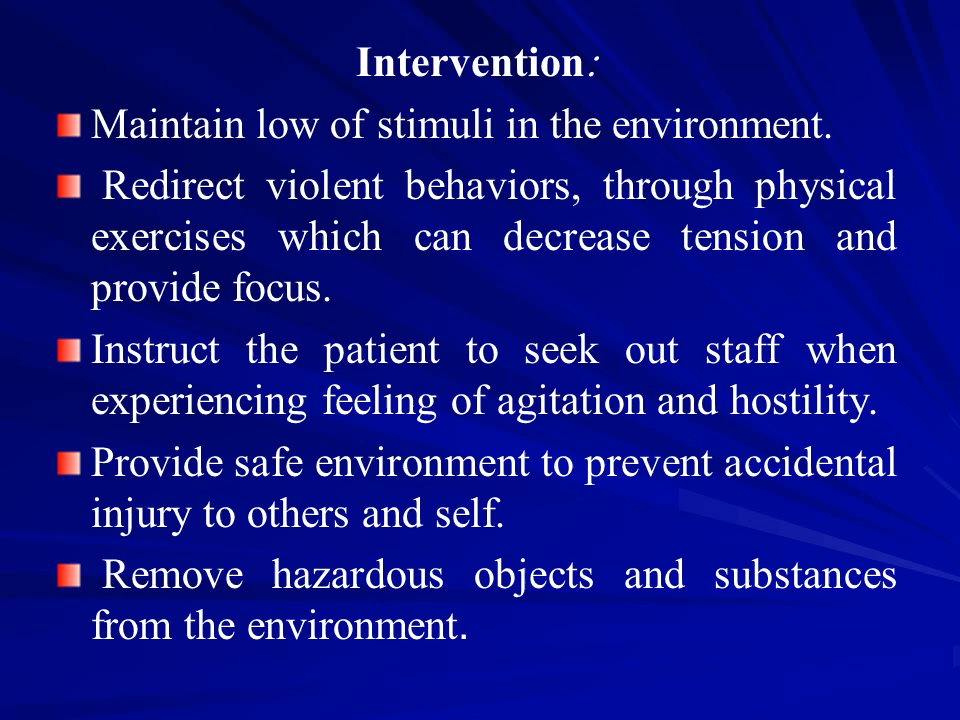 Intervention:
Maintain low of stimuli in the environment.
Redirect violent behaviors, through physical
exercises which can decrease tension and
provide focus.
Instruct the patient to seek out staff when
experiencing feeling of agitation and hostility.
Provide safe environment to prevent accidental
injury to others and self.
Remove hazardous objects and substances
from the environment.